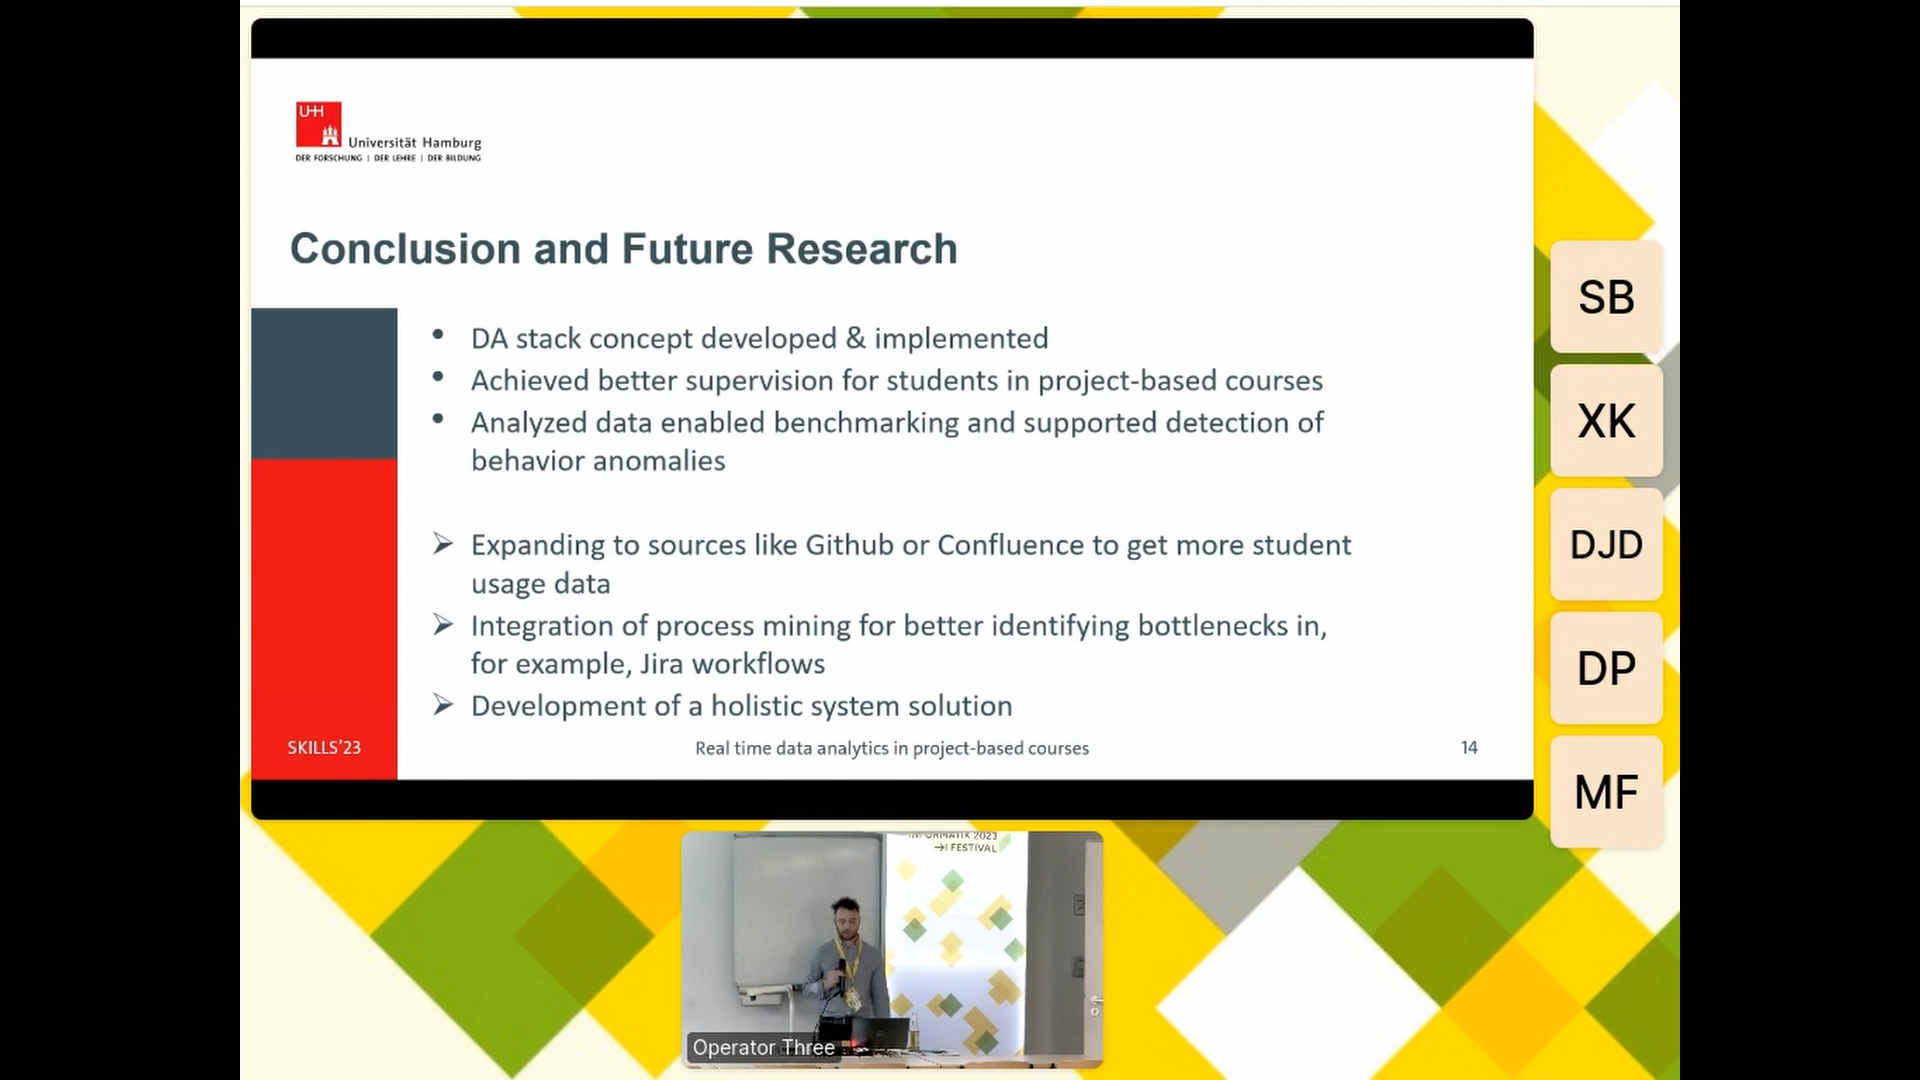 UHH
Universität Hamburg
DER FORSCHUNG | DER LEHRE | DER BILDUNG
Conclusion and Future Research
• DA stack concept developed & implemented
• Achieved better supervision for students in project-based courses
• Analyzed data enabled benchmarking and supported detection of
behavior anomalies
➢ Expanding to sources like Github or Confluence to get more student
usage data
➢ Integration of process mining for better identifying bottlenecks in,
for example, Jira workflows
➢ Development of a holistic system solution
SKILLS'23
Real time data analytics in project-based courses
14
SB
XK
DJD
DP
MF
INFORMATIK 2023
→I FESTIVAL
Operator Three